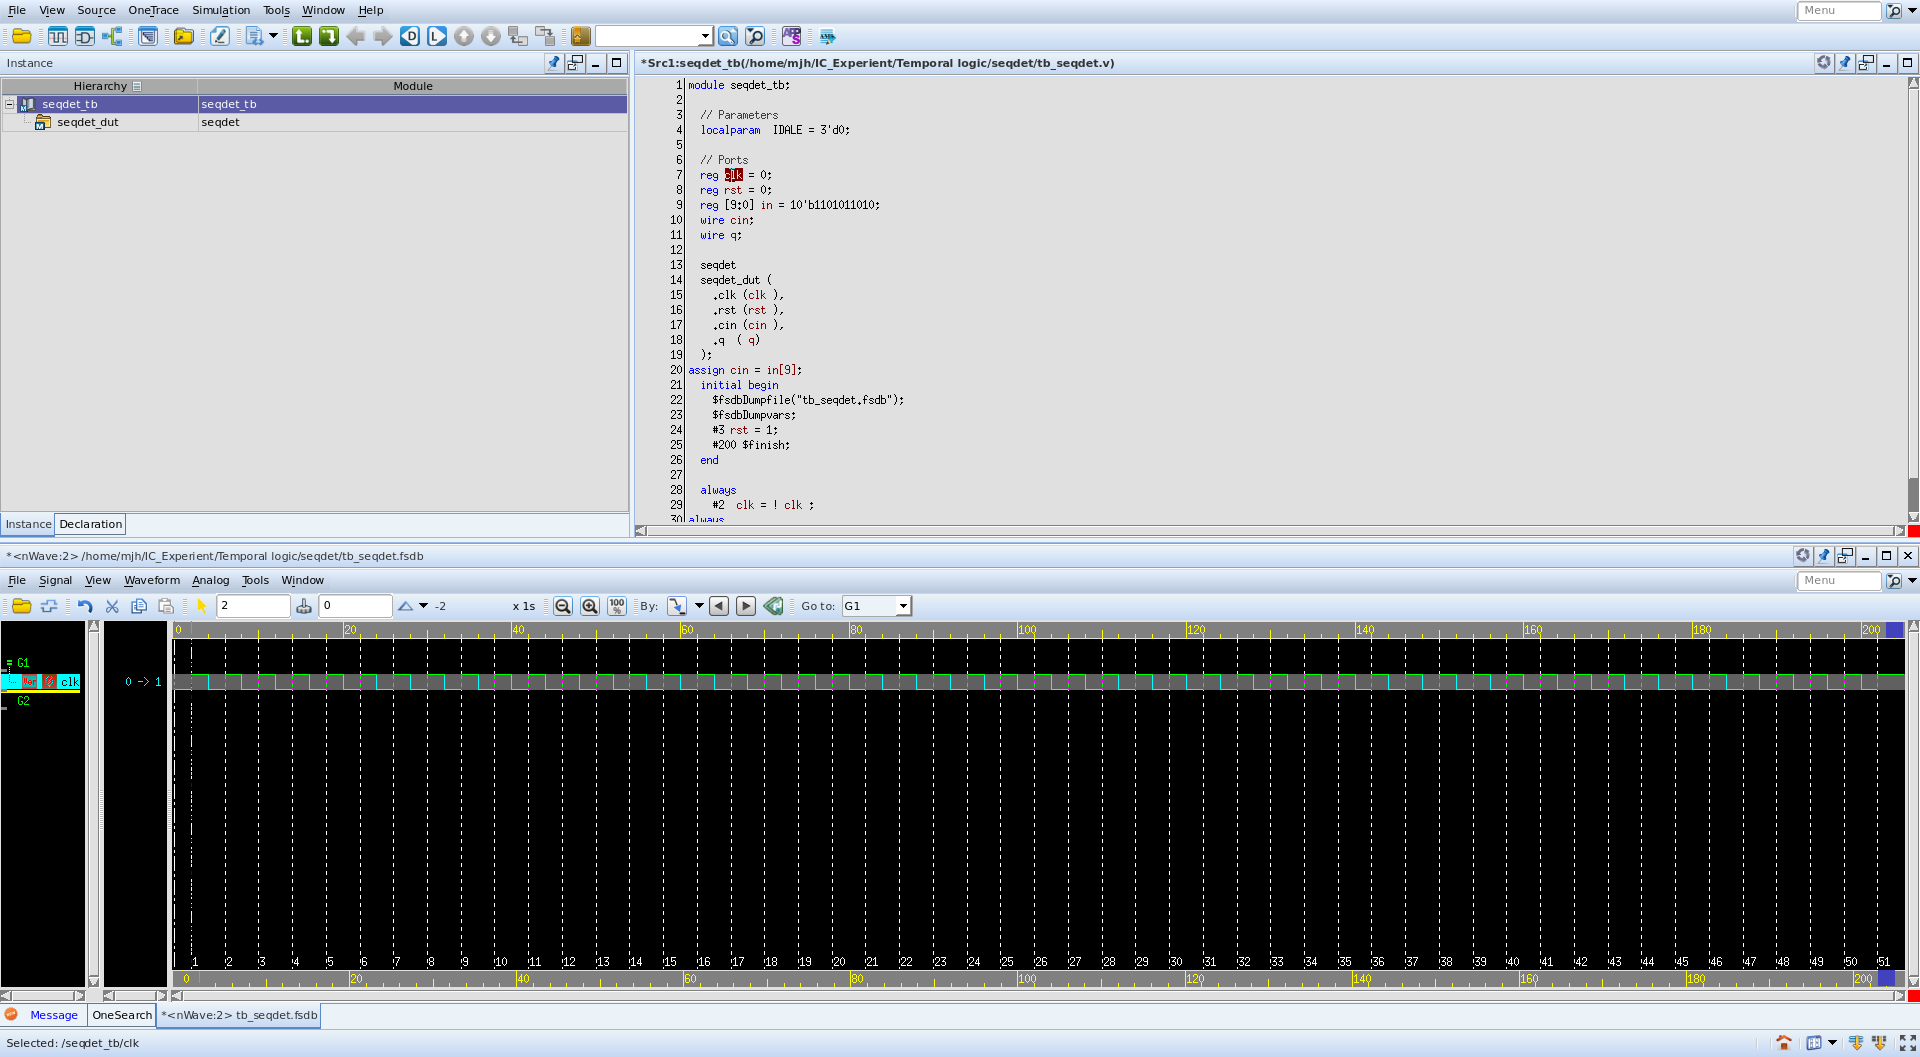 File View Source OneTrace Simulation Tools Window Help Menu
Instance
Hierarchy Module
seqdet_tb seqdet_tb
seqdet_dut seqdet
Instance Declaration
*Src1:seqdet_tb(/home/mjh/IC_Experient/Temporal logic/seqdet/tb_seqdet.v)
1 module seqdet_tb;
2
3 // Parameters
4 localparam IDALE = 3'd0;
5
6 // Ports
7 reg clk = 0;
8 reg rst = 0;
9 reg [9:0] in = 10'b1101011010;
10 wire cin;
11 wire q;
12
13 seqdet
14 seqdet_dut (
15 .clk (clk ),
16 .rst (rst ),
17 .cin (cin ),
18 .q ( q)
19 );
20 assign cin = in[9];
21 initial begin
22 $fsdbDumpfile("tb_seqdet.fsdb");
23 $fsdbDumpvars;
24 #3 rst = 1;
25 #200 $finish;
26 end
27
28 always
29 #2 clk = ! clk ;
30 always
*<nWave:2> /home/mjh/IC_Experient/Temporal logic/seqdet/tb_seqdet.fsdb
File Signal View Waveform Analog Tools Window Menu
2 0 -2 x 1s 100% By: Go to: G1
0 20 40 60 80 100 120 140 160 180 200
G1
clk 0 -> 1
G2
1 2 3 4 5 6 7 8 9 10 11 12 13 14 15 16 17 18 19 20 21 22 23 24 25 26 27 28 29 30 31 32 33 34 35 36 37 38 39 40 41 42 43 44 45 46 47 48 49 50 51
0 20 40 60 80 100 120 140 160 180 200
Message OneSearch *<nWave:2> tb_seqdet.fsdb
Selected: /seqdet_tb/clk